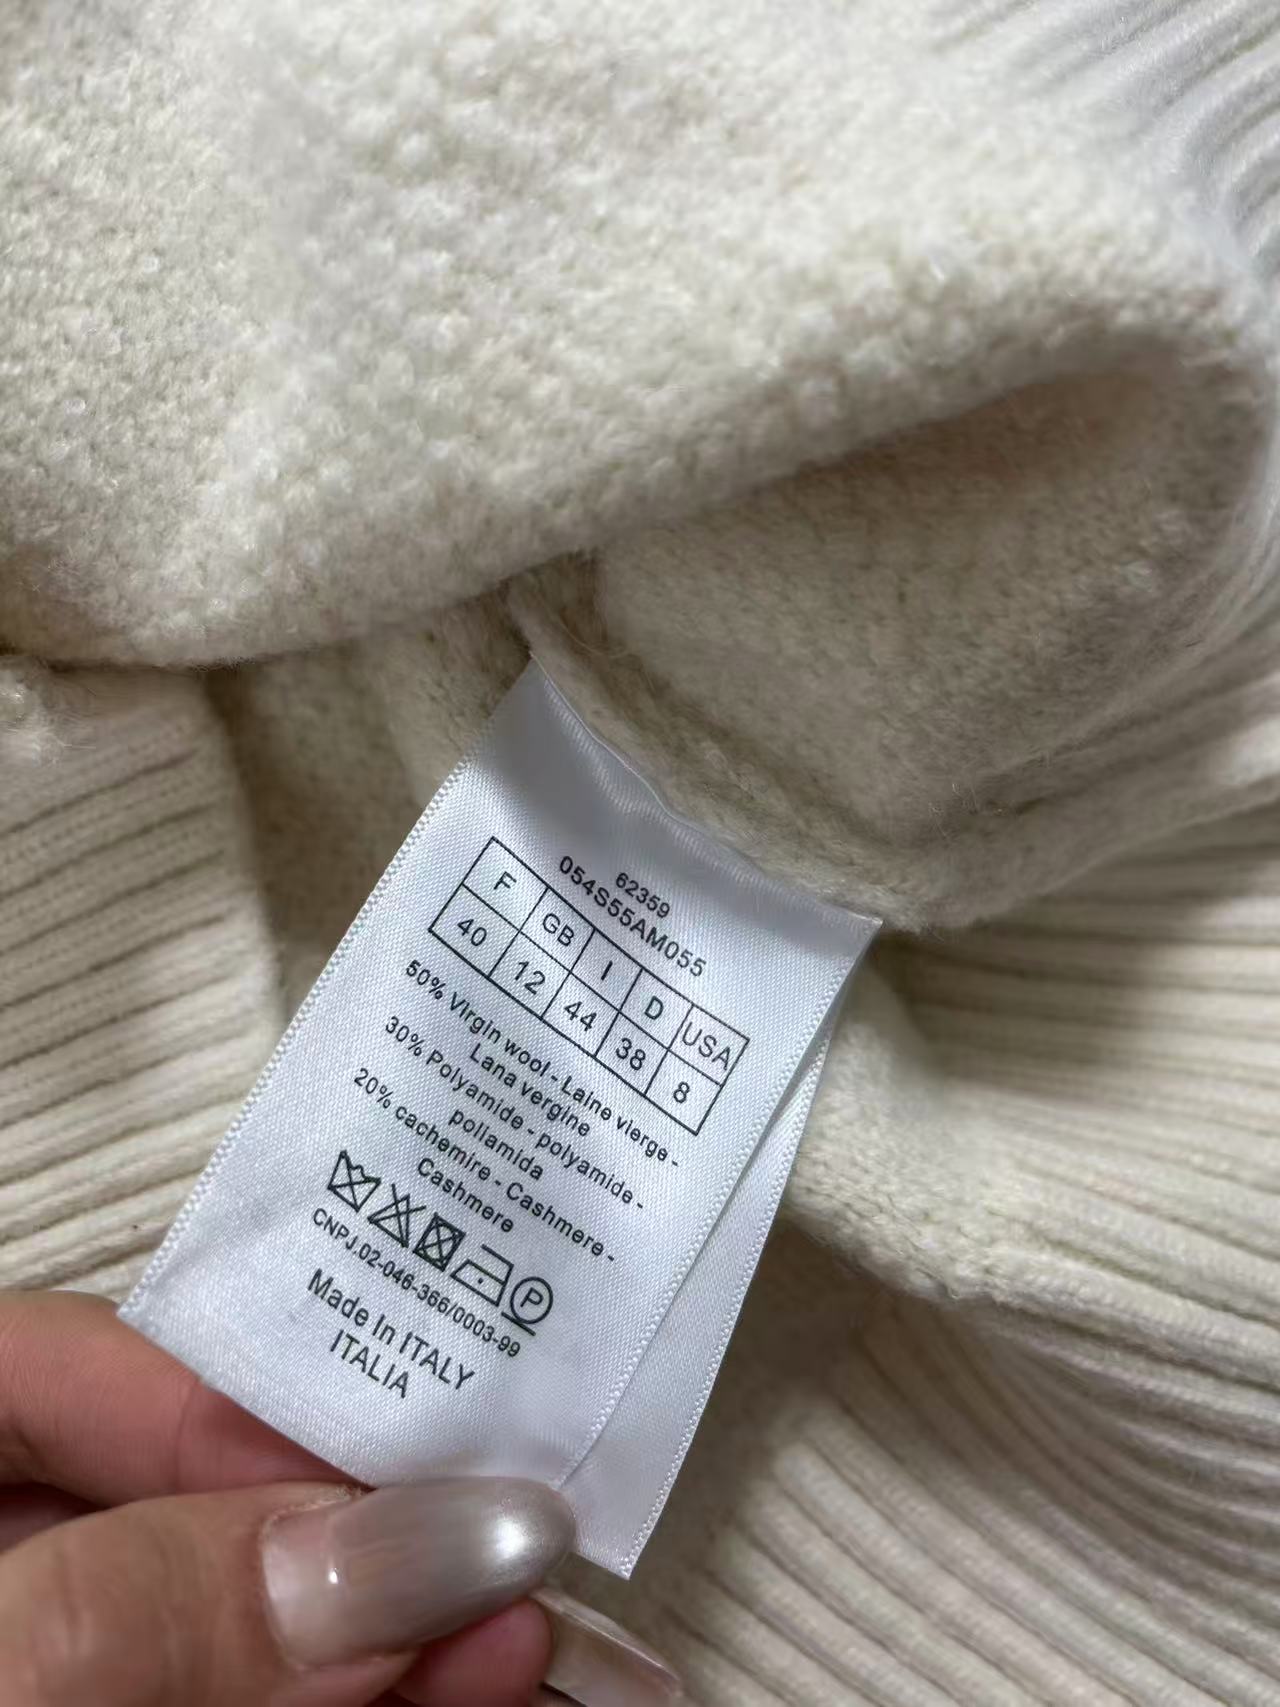 62359
054S55AM055
F GB I D USA
40 12 44 38 8
50% Virgin wool - Laine vierge -
Lana vergine
30% Polyamide - polyamide -
poliamida
20% cachemire - Cashmere -
Cashmere
P
CNPJ.02-046-366/0003-99
Made In ITALY
ITALIA